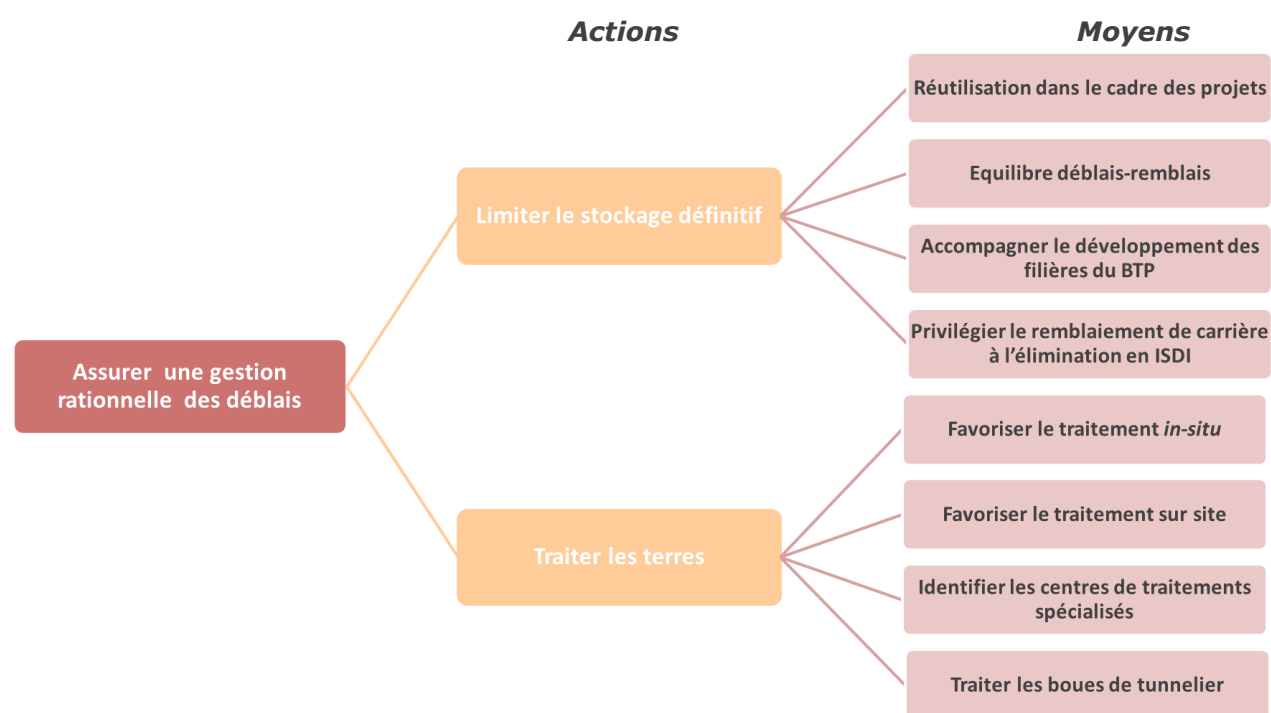 Actions
Moyens
Réutilisation dans le cadre des projets
Equilibre déblais-remblais
Limiter le stockage définitif
Accompagner le développement des
filières du BTP
Privilégier le remblaiement de carrière
à l’élimination en ISDI
Assurer une gestion
rationnelle des déblais
Favoriser le traitement in-situ
Favoriser le traitement sur site
Traiter les terres
Identifier les centres de traitements
spécialisés
Traiter les boues de tunnelier